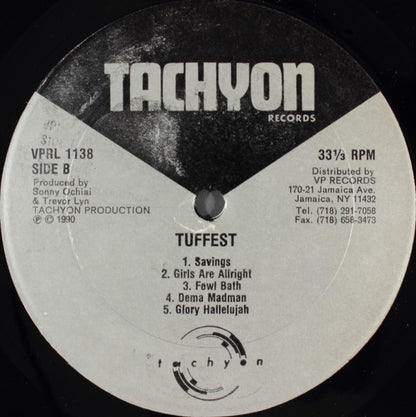 TACHYON
RECORDS
VPRL 1138
SIDE B
Produced by
Sonny Ochiai
& Trevor Lyn
TACHYON PRODUCTION
℗ © 1990
33⅓ RPM
Distributed by
VP RECORDS
170-21 Jamaica Ave.
Jamaica, NY 11432
Tel. (718) 291-7058
Fax. (718) 658-3473
TUFFEST
1. Savings
2. Girls Are Allright
3. Fowl Bath
4. Dema Madman
5. Glory Hallelujah
tachyon